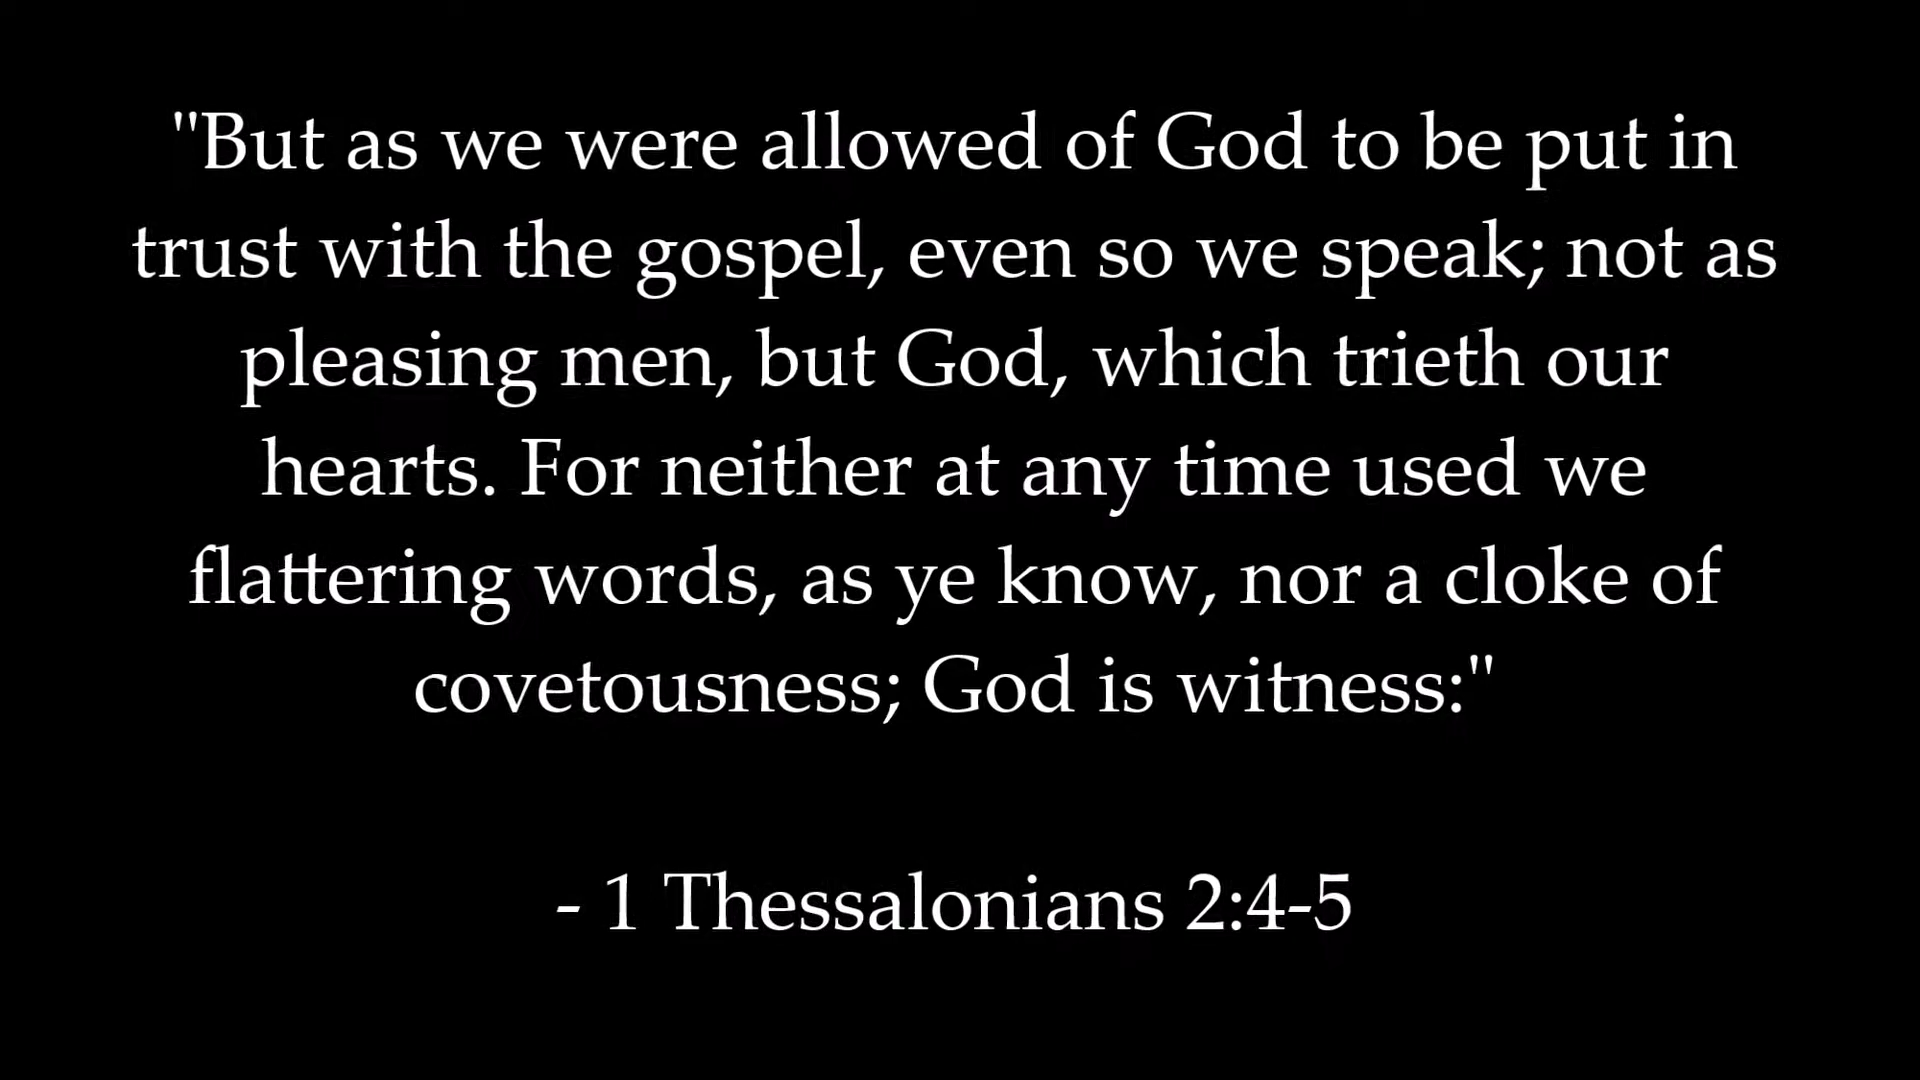 "But as we were allowed of God to be put in
trust with the gospel, even so we speak; not as
pleasing men, but God, which trieth our
hearts. For neither at any time used we
flattering words, as ye know, nor a cloke of
covetousness; God is witness:"
- 1 Thessalonians 2:4-5